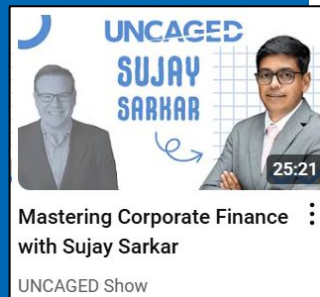 UNCAGED
SUJAY
SARKAR
25:21
Mastering Corporate Finance
with Sujay Sarkar
UNCAGED Show